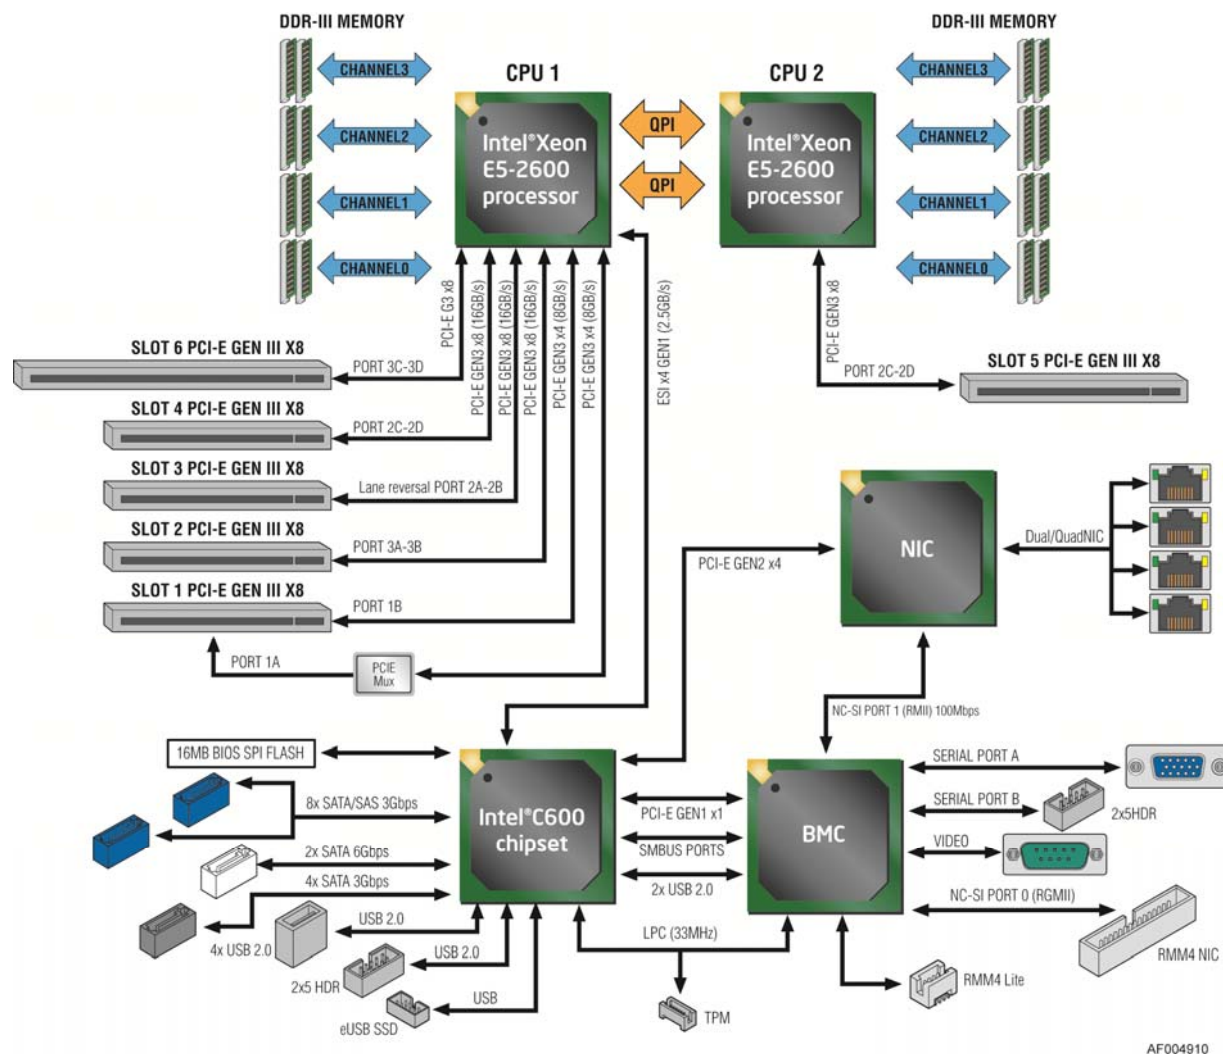 DDR-III MEMORY
DDR-III MEMORY
CPU 1
CPU 2
CHANNEL3
CHANNEL2
CHANNEL1
CHANNEL0
Intel®Xeon
E5-2600
processor
QPI
QPI
Intel®Xeon
E5-2600
processor
CHANNEL3
CHANNEL2
CHANNEL1
CHANNEL0
PCI-E G3 x8
PCI-E GEN3 x8 (16GB/s)
PCI-E GEN3 x8 (16GB/s)
PCI-E GEN3 x8 (16GB/s)
PCI-E GEN3 x4 (8GB/s)
PCI-E GEN3 x4 (8GB/s)
ESI x4 GEN1 (2.5GB/s)
PCI-E GEN3 x8
SLOT 6 PCI-E GEN III X8
PORT 3C-3D
PORT 2C-2D
SLOT 5 PCI-E GEN III X8
SLOT 4 PCI-E GEN III X8
PORT 2C-2D
SLOT 3 PCI-E GEN III X8
Lane reversal PORT 2A-2B
SLOT 2 PCI-E GEN III X8
PORT 3A-3B
SLOT 1 PCI-E GEN III X8
PORT 1B
PORT 1A
PCIE
Mux
PCI-E GEN2 x4
NIC
Dual/QuadNIC
NC-SI PORT 1 (RMII) 100Mbps
16MB BIOS SPI FLASH
8x SATA/SAS 3Gbps
2x SATA 6Gbps
4x SATA 3Gbps
USB 2.0
4x USB 2.0
USB 2.0
2x5 HDR
USB
eUSB SSD
Intel®C600
chipset
PCI-E GEN1 x1
SMBUS PORTS
2x USB 2.0
LPC (33MHz)
TPM
BMC
SERIAL PORT A
SERIAL PORT B
2x5HDR
VIDEO
NC-SI PORT 0 (RGMII)
RMM4 NIC
RMM4 Lite
AF004910